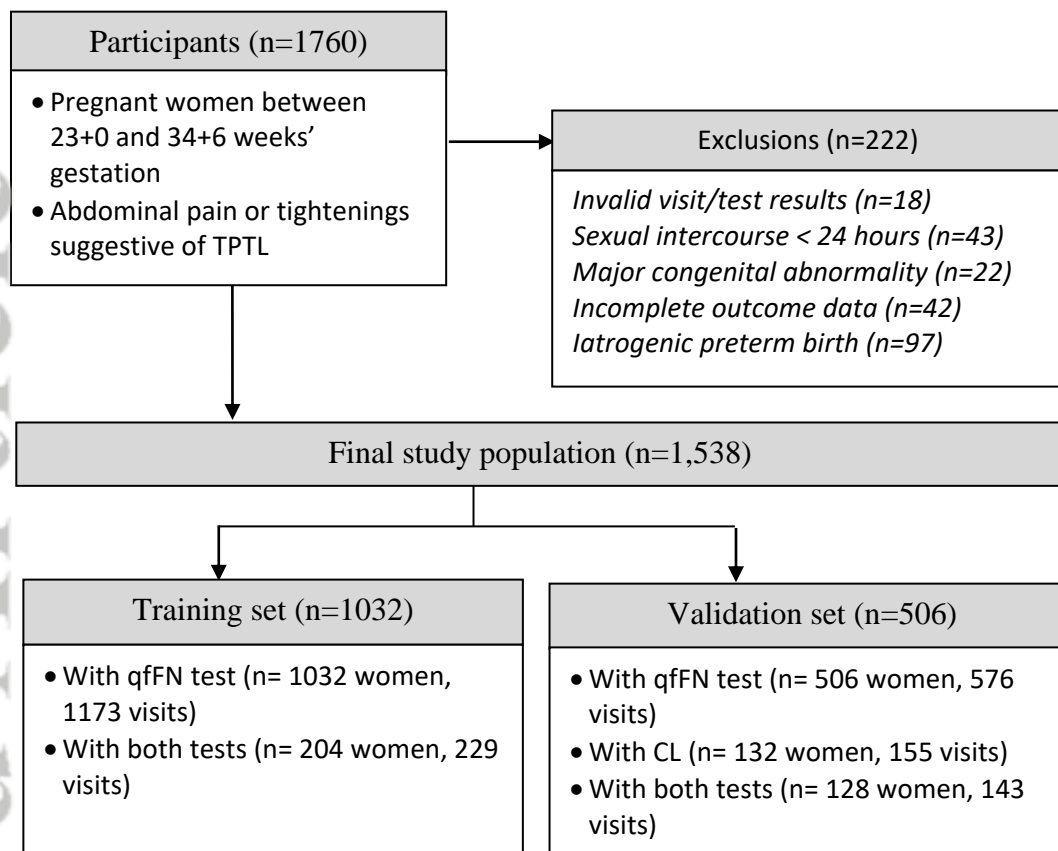 Participants (n=1760)
• Pregnant women between
23+0 and 34+6 weeks’
gestation
• Abdominal pain or tightenings
suggestive of TPTL
Exclusions (n=222)
Invalid visit/test results (n=18)
Sexual intercourse < 24 hours (n=43)
Major congenital abnormality (n=22)
Incomplete outcome data (n=42)
Iatrogenic preterm birth (n=97)
Final study population (n=1,538)
Training set (n=1032)
• With qfFN test (n= 1032 women,
1173 visits)
• With both tests (n= 204 women, 229
visits)
Validation set (n=506)
• With qfFN test (n= 506 women, 576
visits)
• With CL (n= 132 women, 155 visits)
• With both tests (n= 128 women, 143
visits)